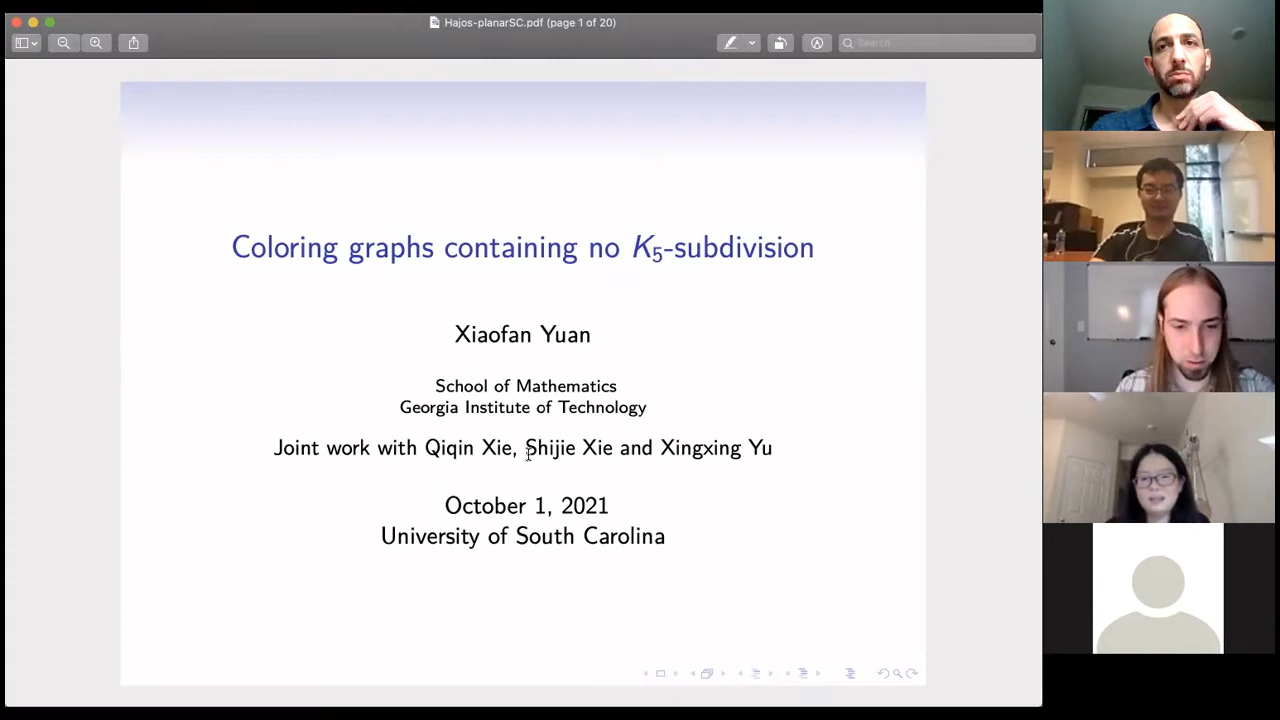 Hajos-planarSC.pdf (page 1 of 20)
Search
Coloring graphs containing no K₅-subdivision
Xiaofan Yuan
School of Mathematics
Georgia Institute of Technology
Joint work with Qiqin Xie, Shijie Xie and Xingxing Yu
October 1, 2021
University of South Carolina